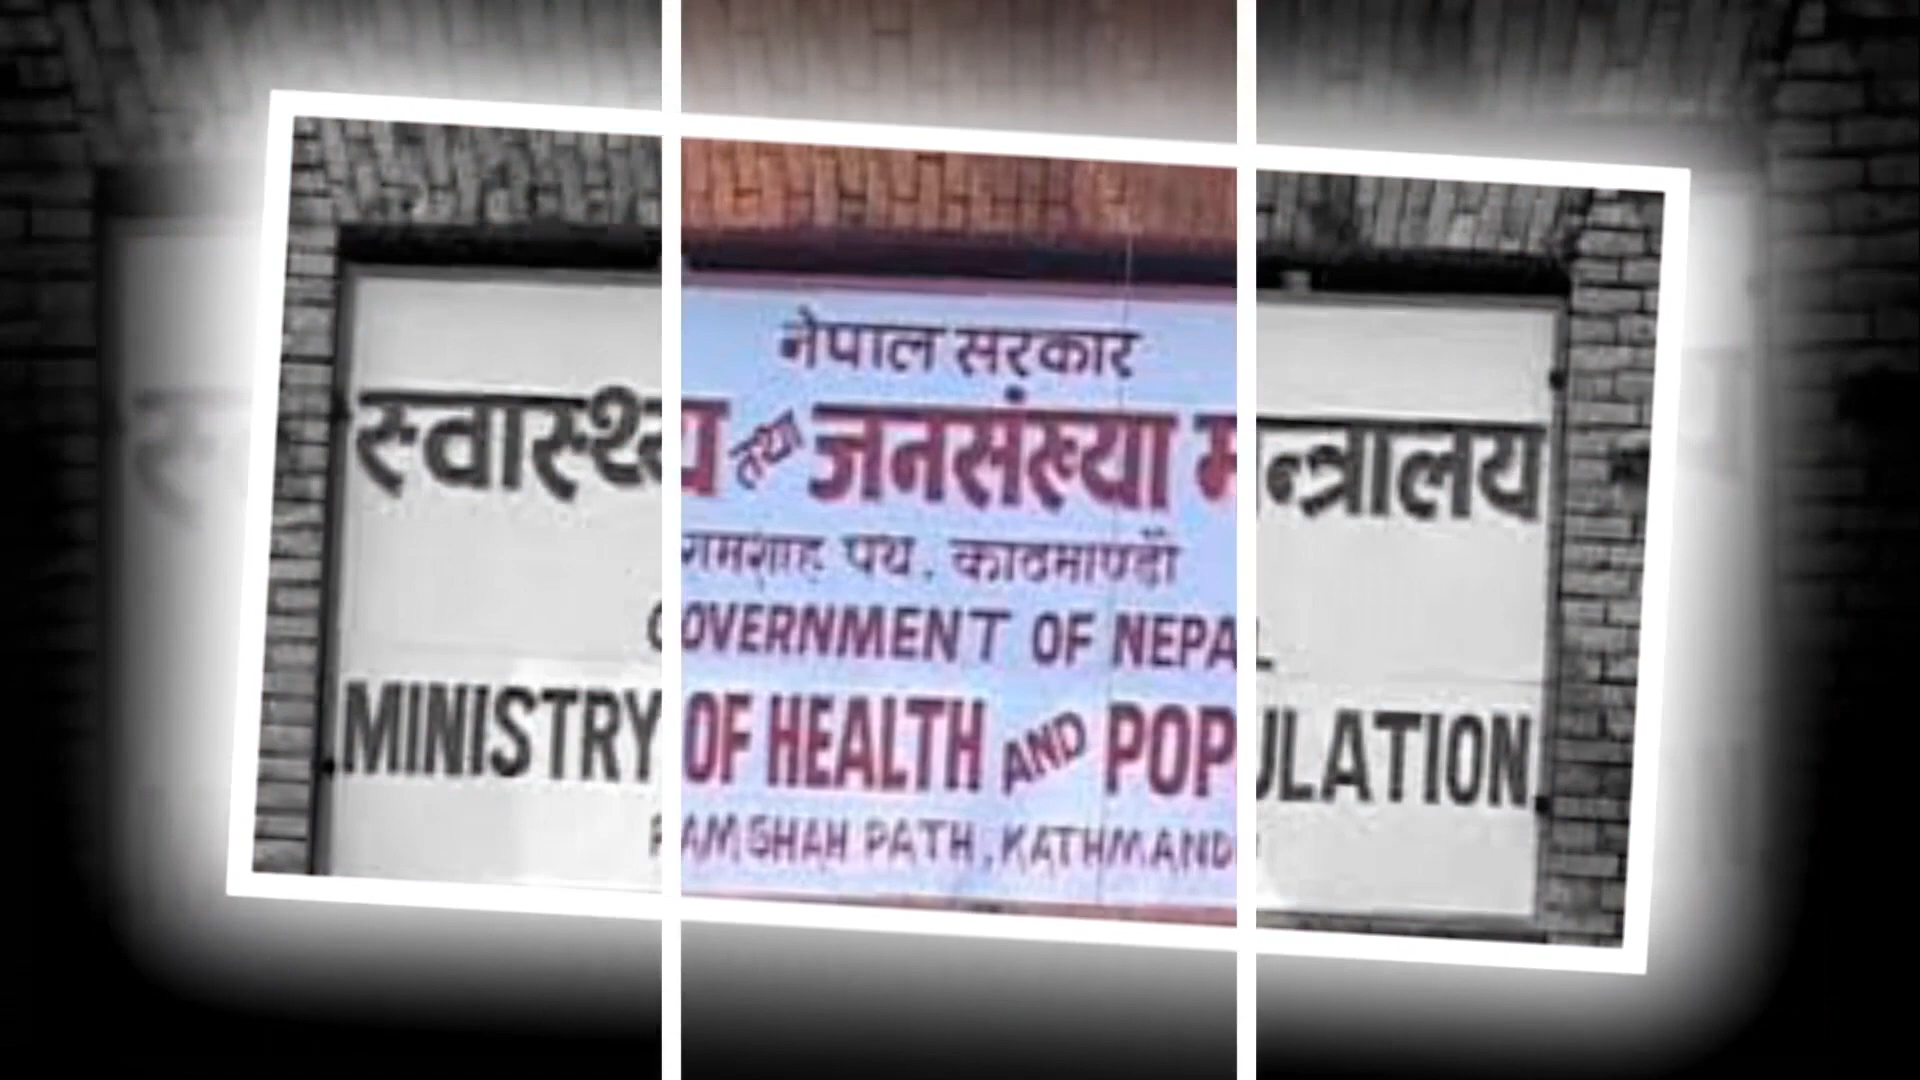 नेपाल सरकार
स्वास्थ्य तथा जनसंख्या मन्त्रालय
रामशाह पथ, काठमाण्डौं
GOVERNMENT OF NEPAL
MINISTRY OF HEALTH AND POPULATION
RAMSHAH PATH, KATHMANDU